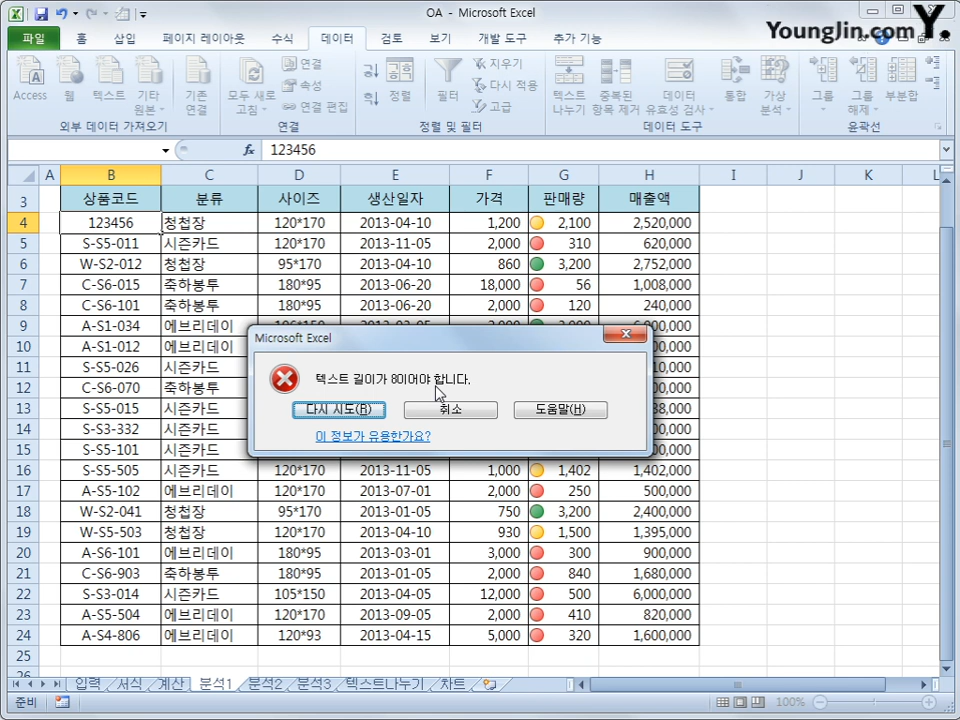 OA - Microsoft Excel
YoungJin.com Y.
파일 홈 삽입 페이지 레이아웃 수식 데이터 검토 보기 개발 도구 추가 기능
Access 웹 텍스트 기타 원본 기존 연결 모두 새로 고침 연결 속성 연결 편집 정렬 필터 지우기 다시 적용 고급 텍스트 나누기 중복된 항목 제거 데이터 유효성 검사 통합 가상 분석 그룹 그룹 해제 부분합
외부 데이터 가져오기 연결 정렬 및 필터 데이터 도구 윤곽선
fx 123456
A B C D E F G H I J K L
3 상품코드 분류 사이즈 생산일자 가격 판매량 매출액
4 123456 청첩장 120*170 2013-04-10 1,200 2,100 2,520,000
5 S-S5-011 시즌카드 120*170 2013-11-05 2,000 310 620,000
6 W-S2-012 청첩장 95*170 2013-04-10 860 3,200 2,752,000
7 C-S6-015 축하봉투 180*95 2013-06-20 18,000 56 1,008,000
8 C-S6-101 축하봉투 180*95 2013-06-20 2,000 120 240,000
9 A-S1-034 에브리데이
10 A-S1-012 에브리데이
11 S-S5-026 시즌카드
12 C-S6-070 축하봉투
13 S-S5-015 시즌카드
14 S-S3-332 시즌카드
15 S-S5-101 시즌카드
Microsoft Excel
텍스트 길이가 8이어야 합니다.
다시 시도(R) 취소 도움말(H)
이 정보가 유용한가요?
16 S-S5-505 시즌카드 120*170 2013-11-05 1,000 1,402 1,402,000
17 A-S5-102 에브리데이 120*170 2013-07-01 2,000 250 500,000
18 W-S2-041 청첩장 95*170 2013-01-05 750 3,200 2,400,000
19 W-S5-503 청첩장 120*170 2013-04-10 930 1,500 1,395,000
20 A-S6-101 에브리데이 180*95 2013-03-01 3,000 300 900,000
21 C-S6-903 축하봉투 180*95 2013-01-05 2,000 840 1,680,000
22 S-S3-014 시즌카드 105*150 2013-04-05 12,000 500 6,000,000
23 A-S5-504 에브리데이 120*170 2013-09-05 2,000 410 820,000
24 A-S4-806 에브리데이 120*93 2013-04-15 5,000 320 1,600,000
25
입력 서식 계산 분석1 분석2 분석3 텍스트나누기 차트
준비 100%